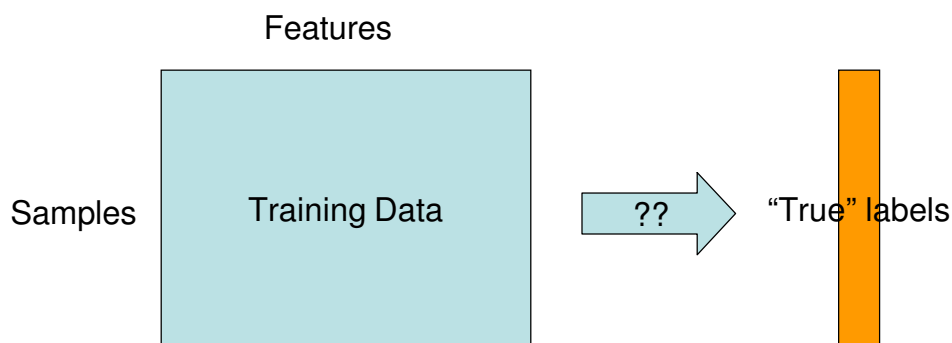 Features
Samples
Training Data
??
“True” labels